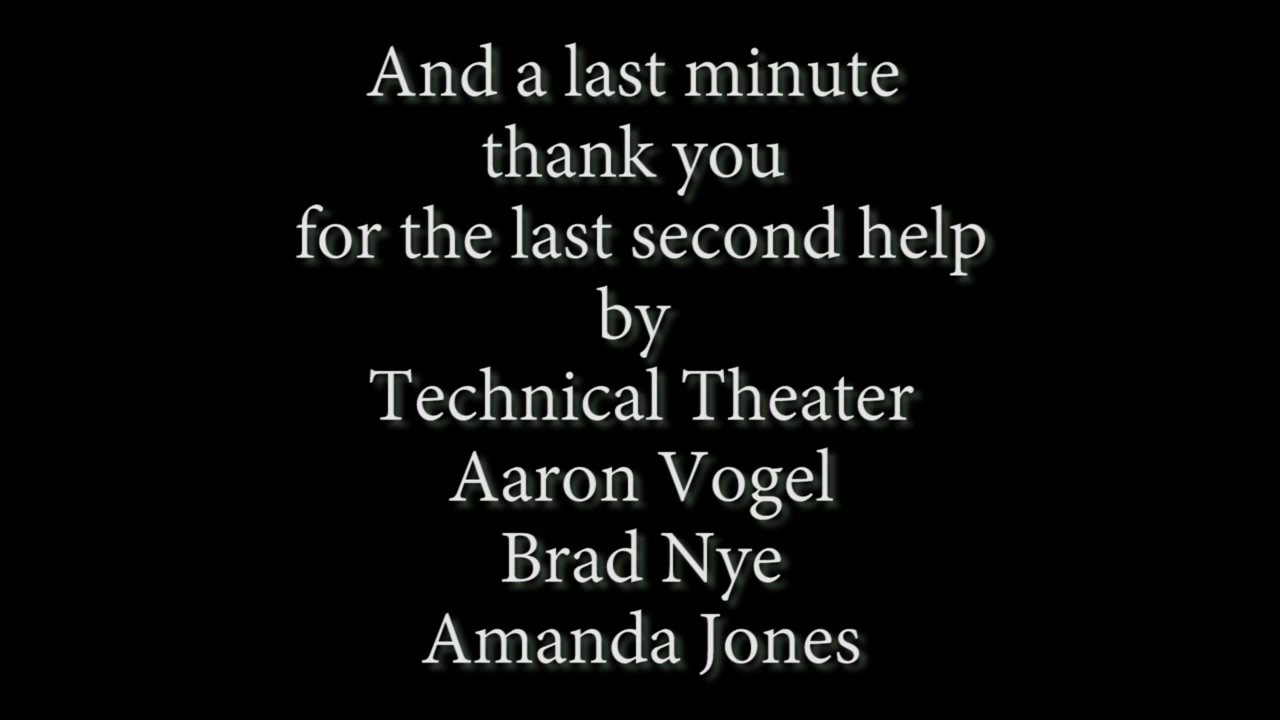 And a last minute
thank you
for the last second help
by
Technical Theater
Aaron Vogel
Brad Nye
Amanda Jones